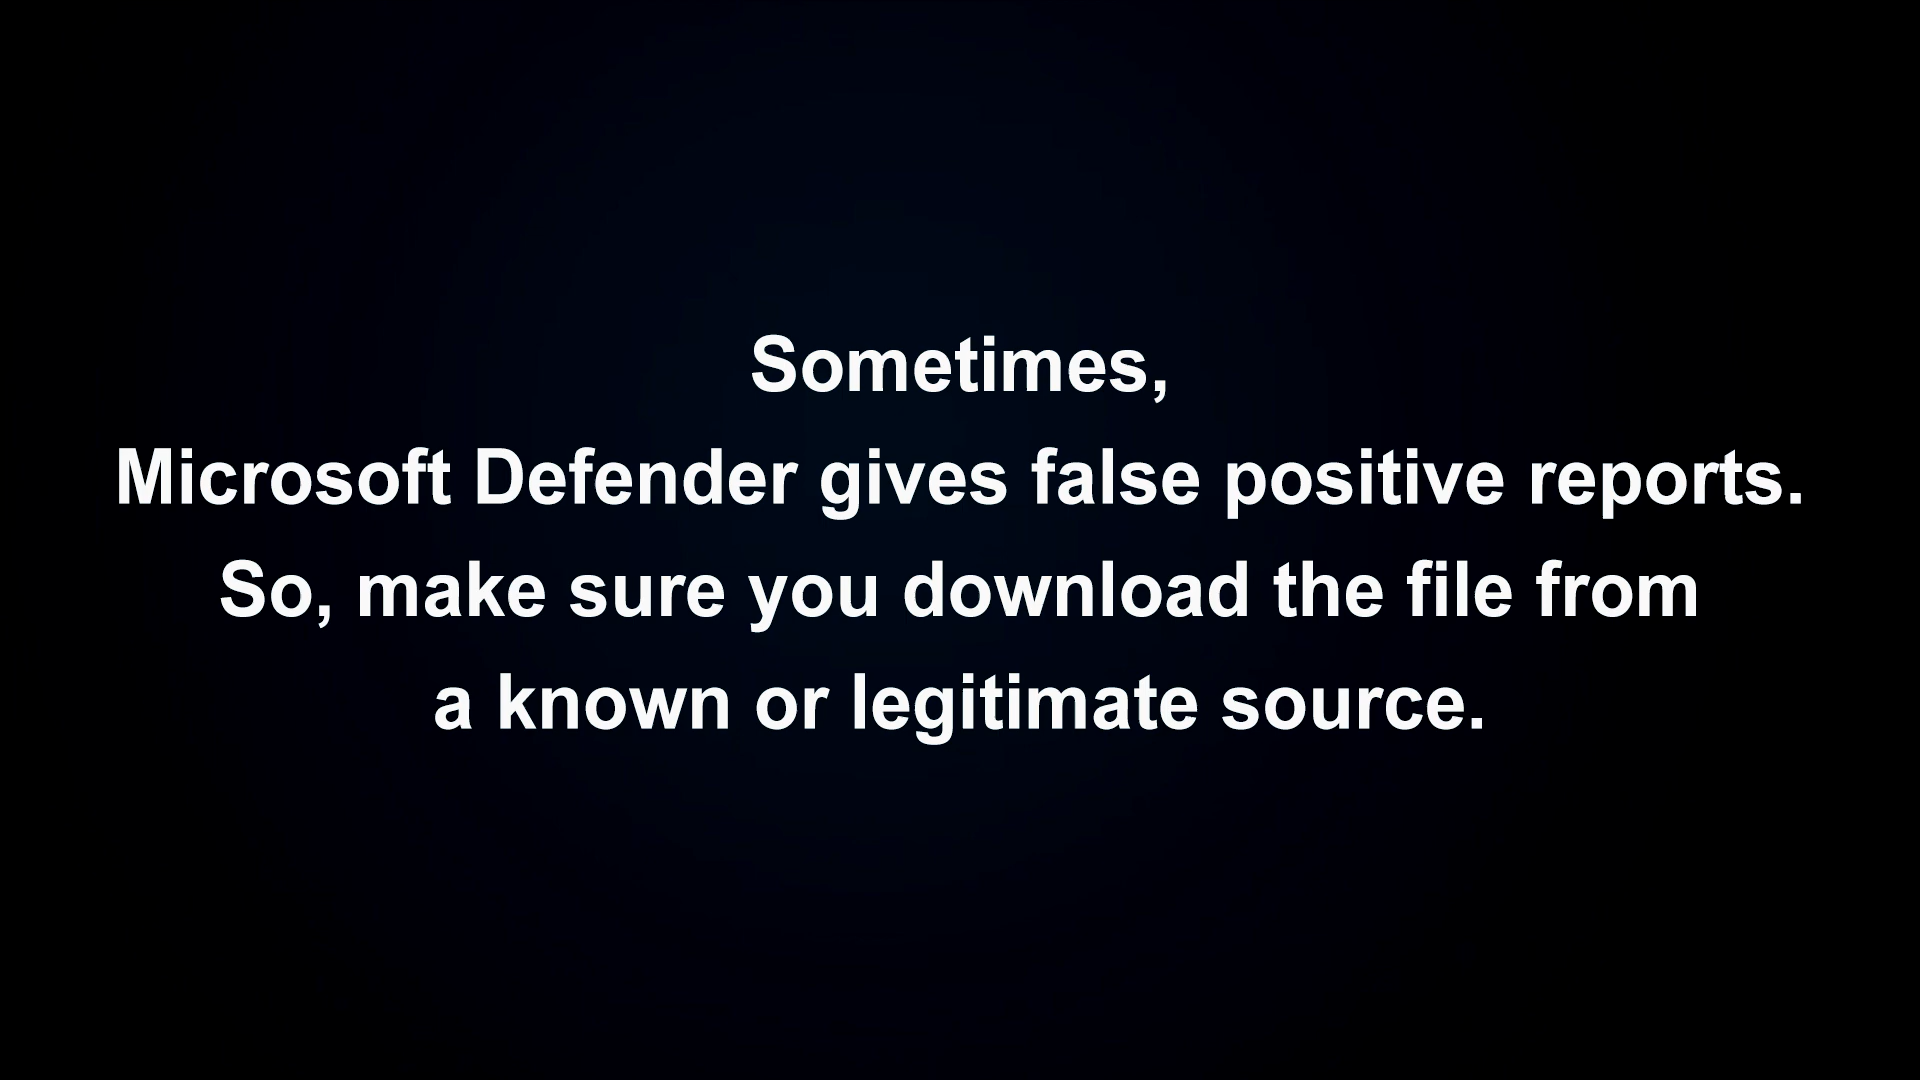 Sometimes,
Microsoft Defender gives false positive reports.
So, make sure you download the file from
a known or legitimate source.